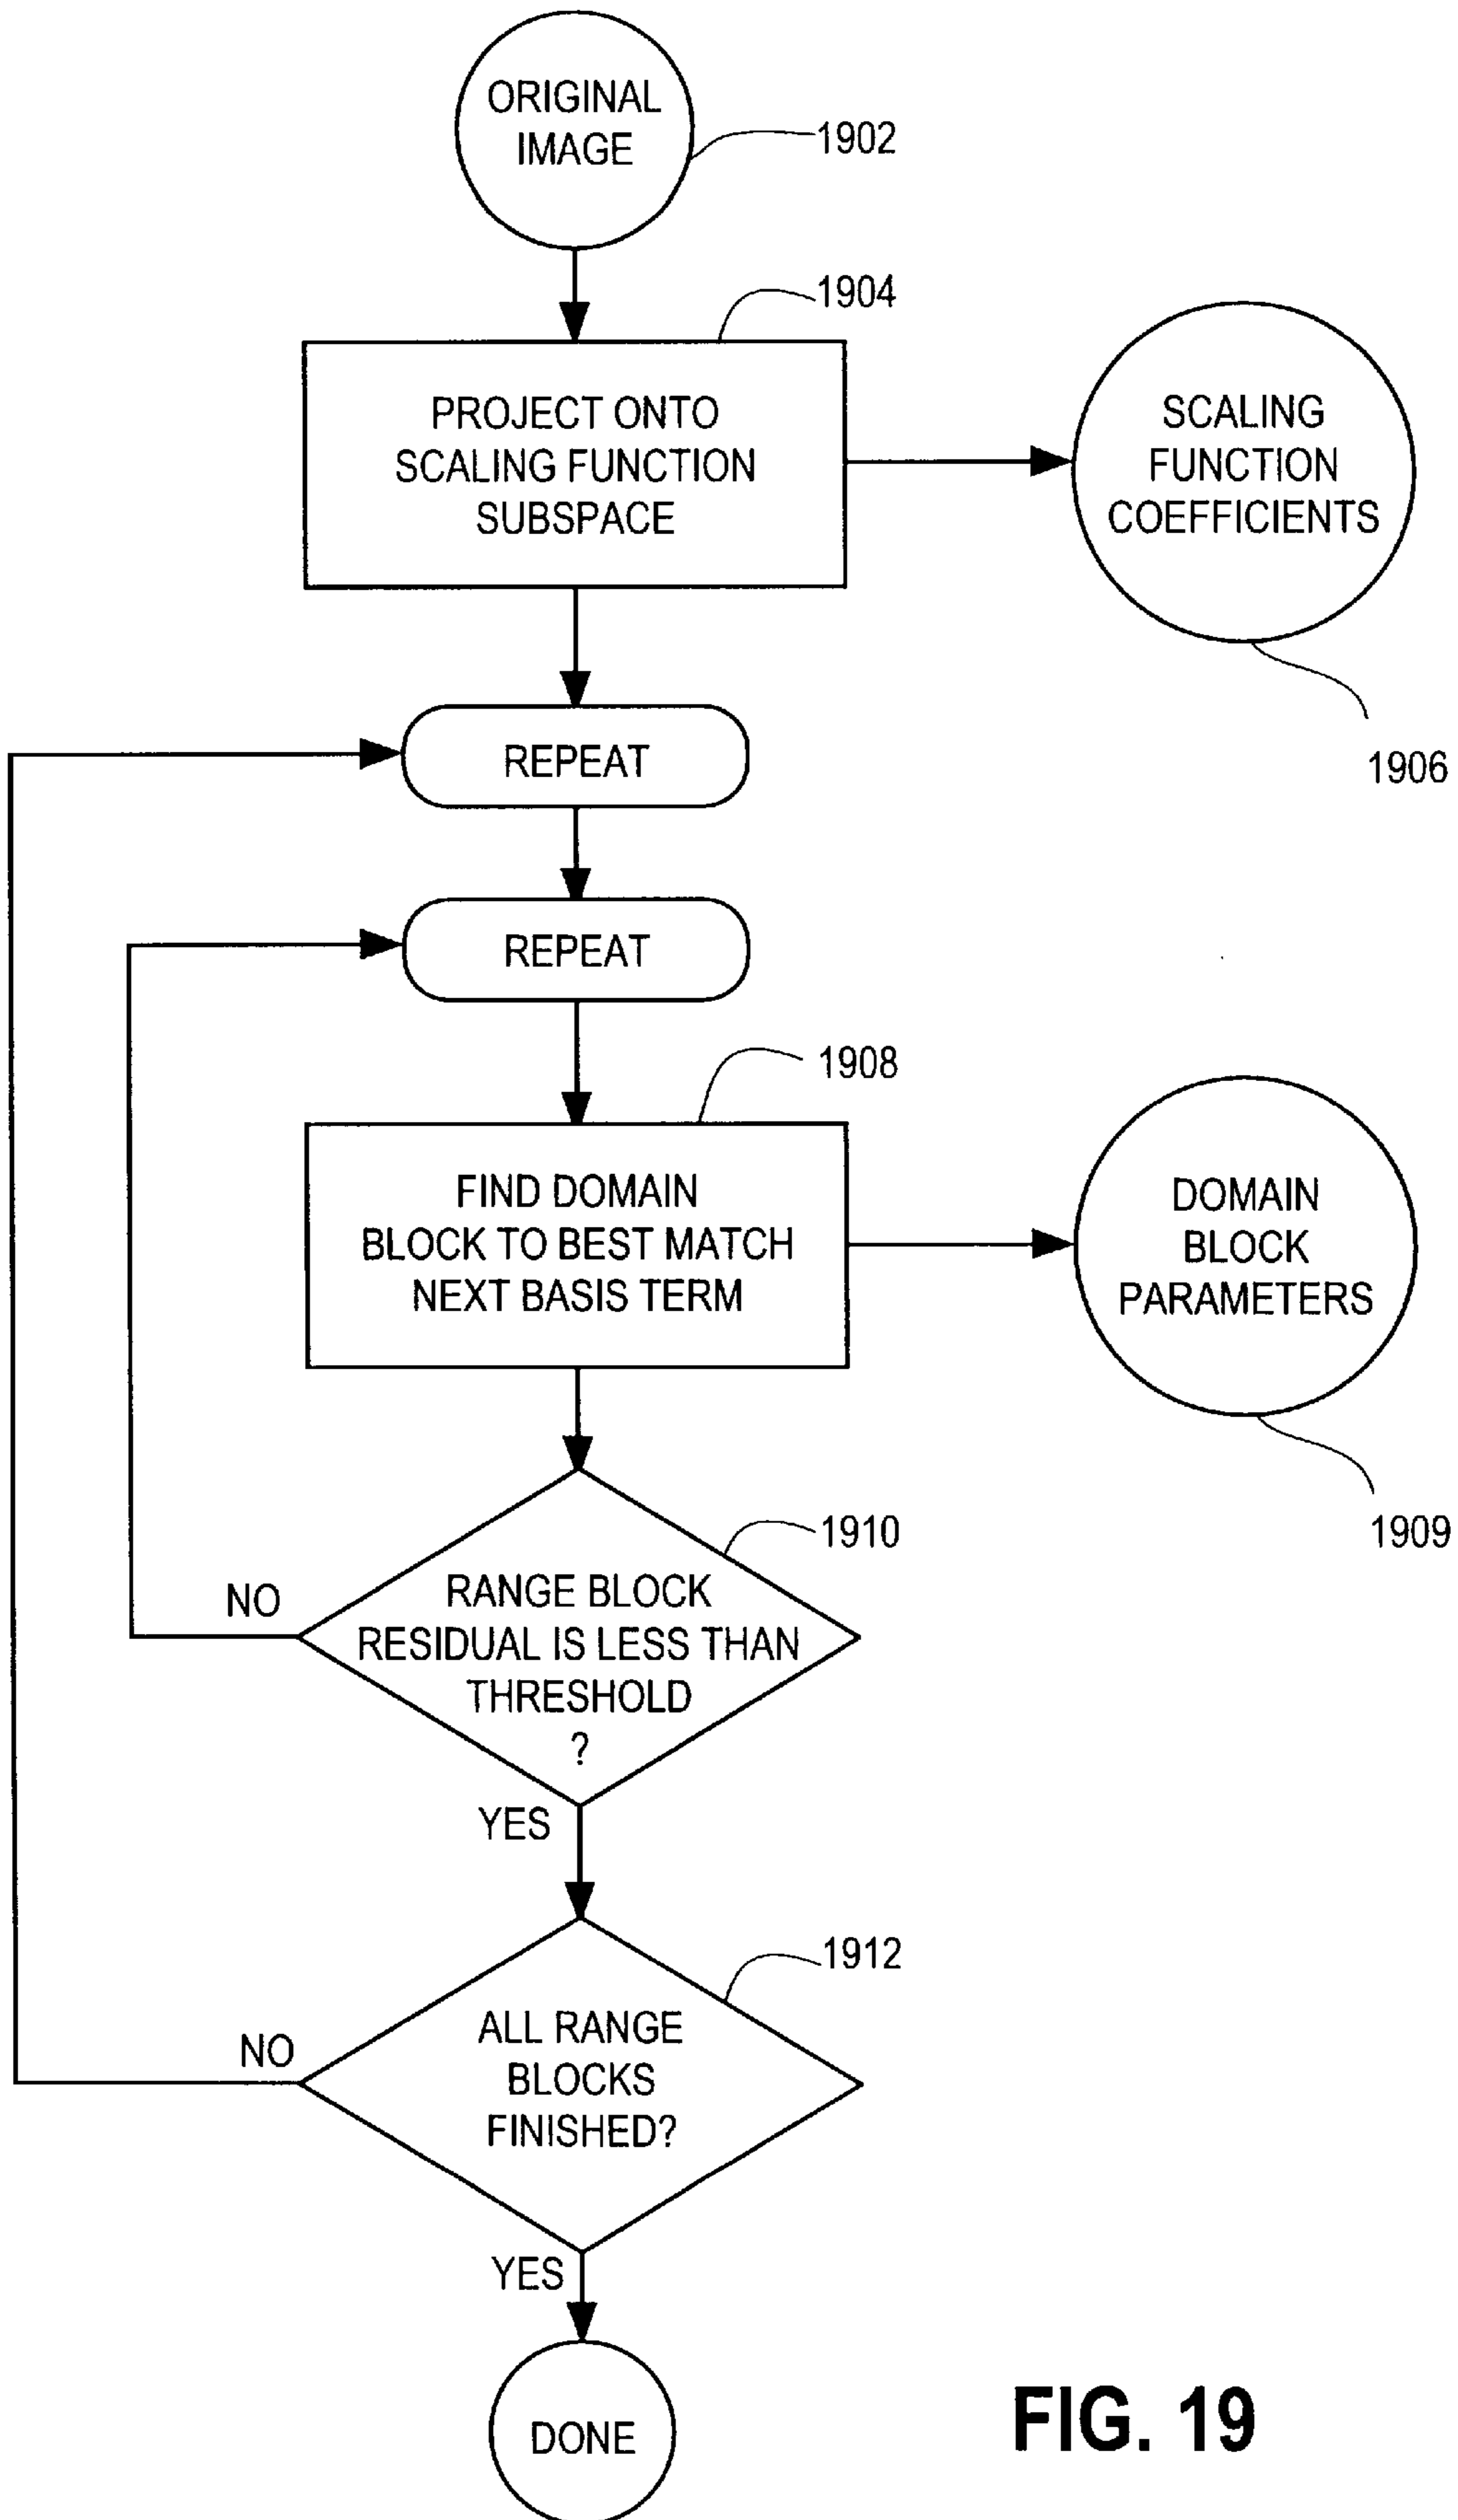 ORIGINAL
IMAGE
1902
1904
PROJECT ONTO
SCALING FUNCTION
SUBSPACE
SCALING
FUNCTION
COEFFICIENTS
1906
REPEAT
REPEAT
1908
FIND DOMAIN
BLOCK TO BEST MATCH
NEXT BASIS TERM
DOMAIN
BLOCK
PARAMETERS
1909
1910
RANGE BLOCK
RESIDUAL IS LESS THAN
THRESHOLD
?
NO
YES
1912
ALL RANGE
BLOCKS
FINISHED?
NO
YES
DONE
FIG. 19